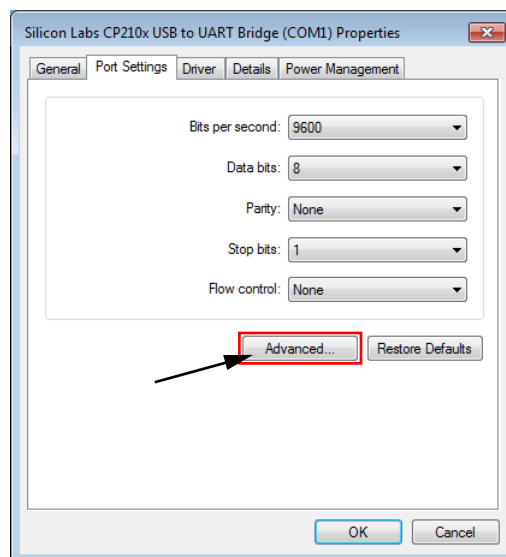 Silicon Labs CP210x USB to UART Bridge (COM1) Properties
General Port Settings Driver Details Power Management
Bits per second: 9600
Data bits: 8
Parity: None
Stop bits: 1
Flow control: None
Advanced... Restore Defaults
OK Cancel